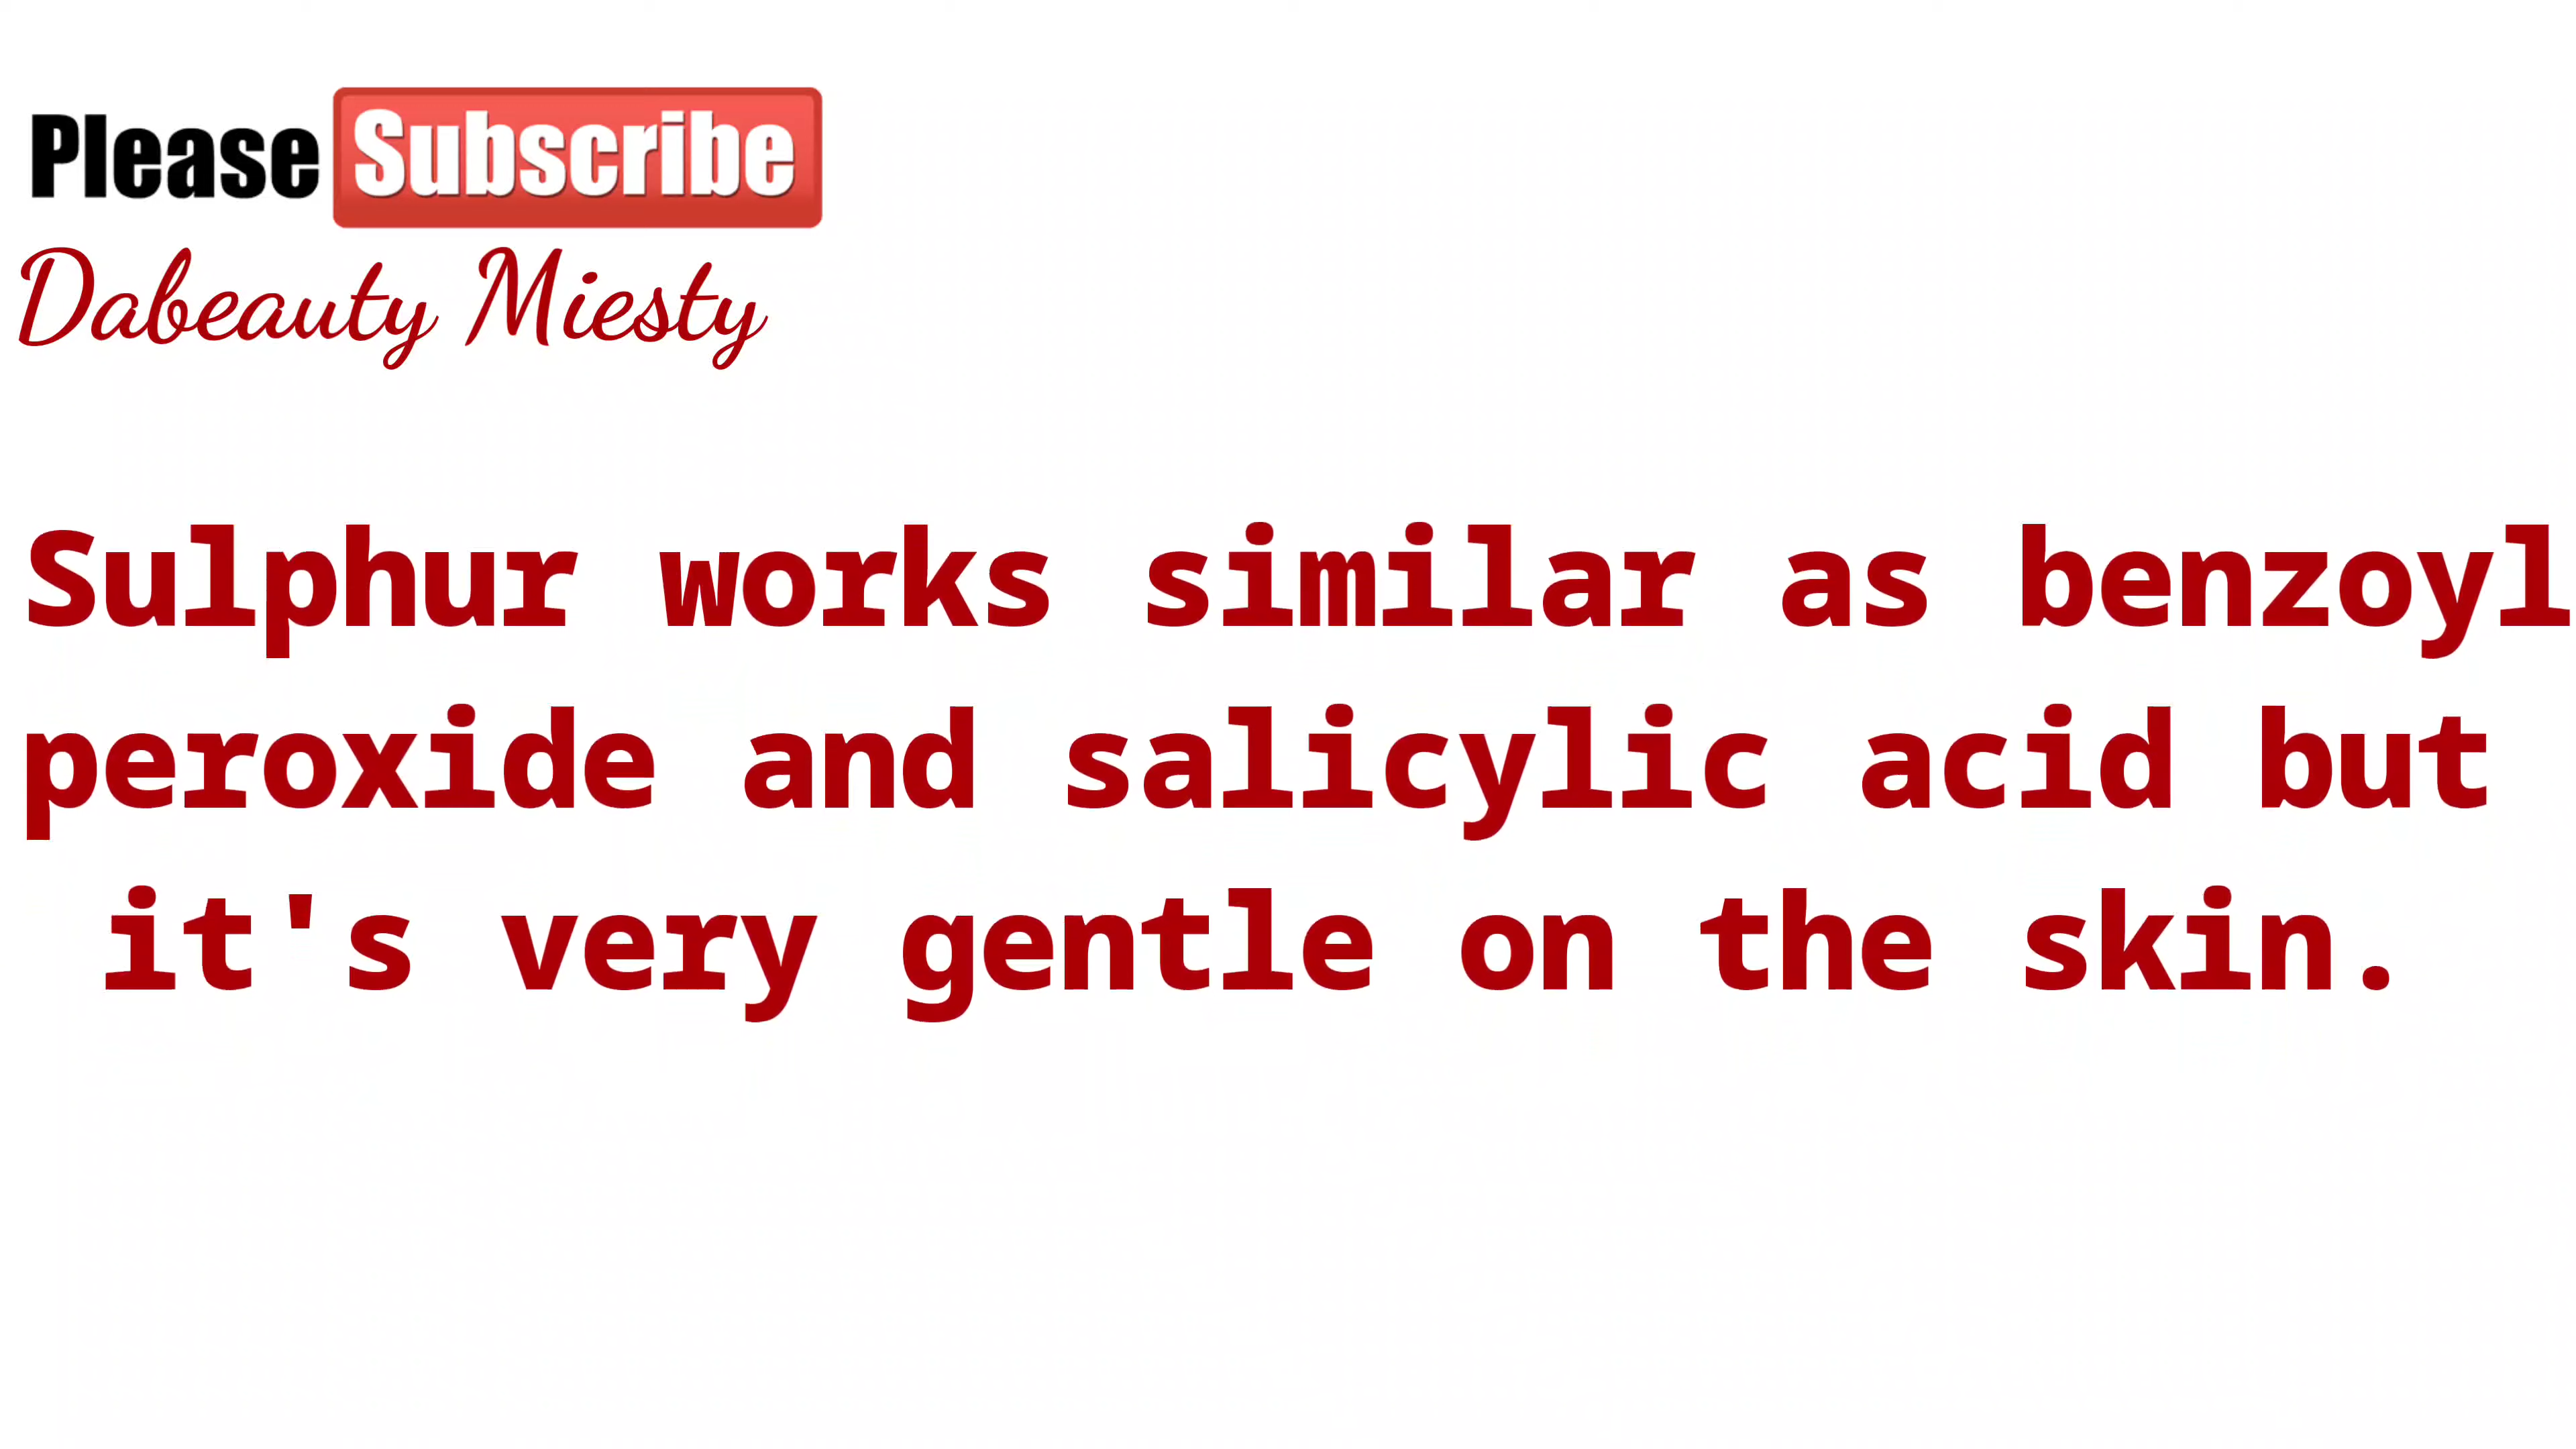 Please Subscribe
Dabeauty Miesty
Sulphur works similar as benzoyl
peroxide and salicylic acid but
it's very gentle on the skin.